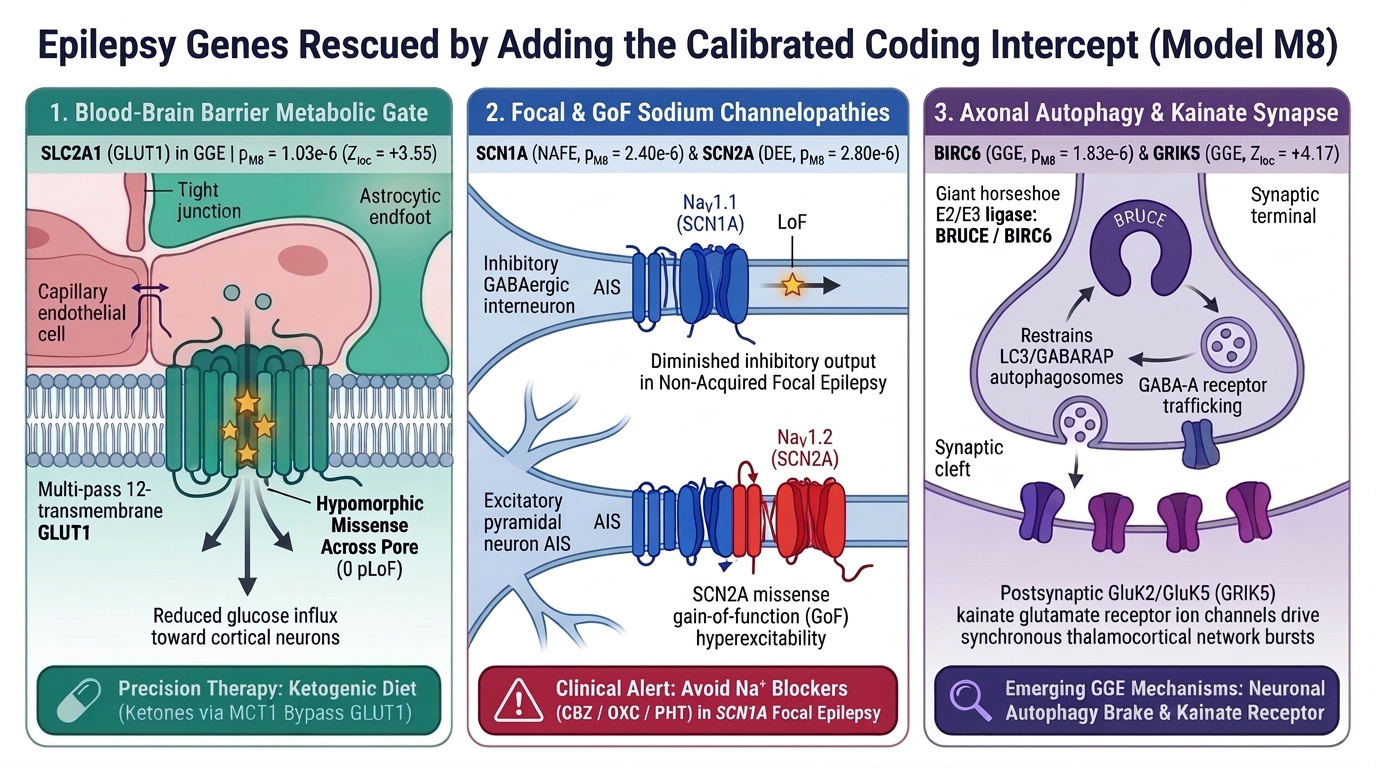 Epilepsy Genes Rescued by Adding the Calibrated Coding Intercept (Model M8)
1. Blood-Brain Barrier Metabolic Gate
SLC2A1 (GLUT1) in GGE | pM8 = 1.03e-6 (Zloc = +3.55)
Tight
junction
Astrocytic
endfoot
Capillary
endothelial
cell
Multi-pass 12-
transmembrane
GLUT1
Hypomorphic
Missense
Across Pore
(0 pLoF)
Reduced glucose influx
toward cortical neurons
Precision Therapy: Ketogenic Diet
(Ketones via MCT1 Bypass GLUT1)
2. Focal & GoF Sodium Channelopathies
SCN1A (NAFE, pM8 = 2.40e-6) & SCN2A (DEE, pM8 = 2.80e-6)
Nav1.1
(SCN1A)
LoF
Inhibitory
GABAergic
interneuron
AIS
Diminished inhibitory output
in Non-Acquired Focal Epilepsy
Nav1.2
(SCN2A)
Excitatory
pyramidal
neuron AIS
AIS
SCN2A missense
gain-of-function (GoF)
hyperexcitability
Clinical Alert: Avoid Na⁺ Blockers
(CBZ / OXC / PHT) in SCN1A Focal Epilepsy
3. Axonal Autophagy & Kainate Synapse
BIRC6 (GGE, pM8 = 1.83e-6) & GRIK5 (GGE, Zloc = +4.17)
Giant horseshoe
E2/E3 ligase:
BRUCE / BIRC6
BRUCE
Synaptic
terminal
Restrains
LC3/GABARAP
autophagosomes
GABA-A receptor
trafficking
Synaptic
cleft
Postsynaptic GluK2/GluK5 (GRIK5)
kainate glutamate receptor ion channels drive
synchronous thalamocortical network bursts
Emerging GGE Mechanisms: Neuronal
Autophagy Brake & Kainate Receptor